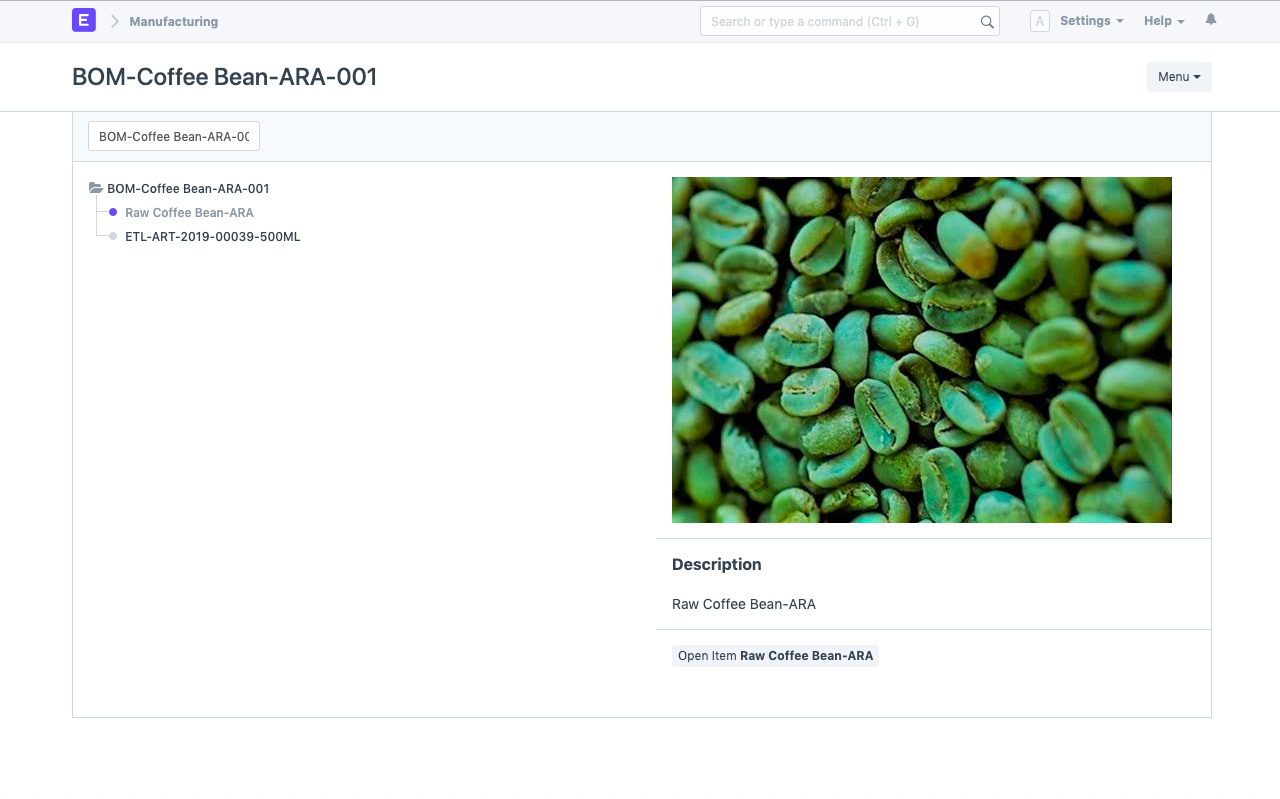 E
Manufacturing
Search or type a command (Ctrl + G)
A
Settings
Help
BOM-Coffee Bean-ARA-001
Menu
BOM-Coffee Bean-ARA-00
BOM-Coffee Bean-ARA-001
Raw Coffee Bean-ARA
ETL-ART-2019-00039-500ML
Description
Raw Coffee Bean-ARA
Open Item Raw Coffee Bean-ARA